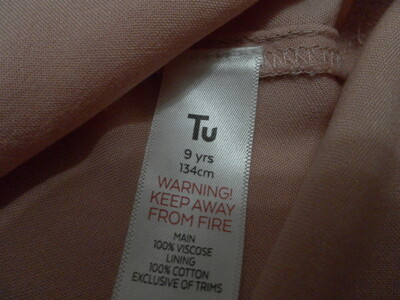 Tu
9 yrs
134cm
WARNING!
KEEP AWAY
FROM FIRE
MAIN
100% VISCOSE
LINING
100% COTTON
EXCLUSIVE OF TRIMS